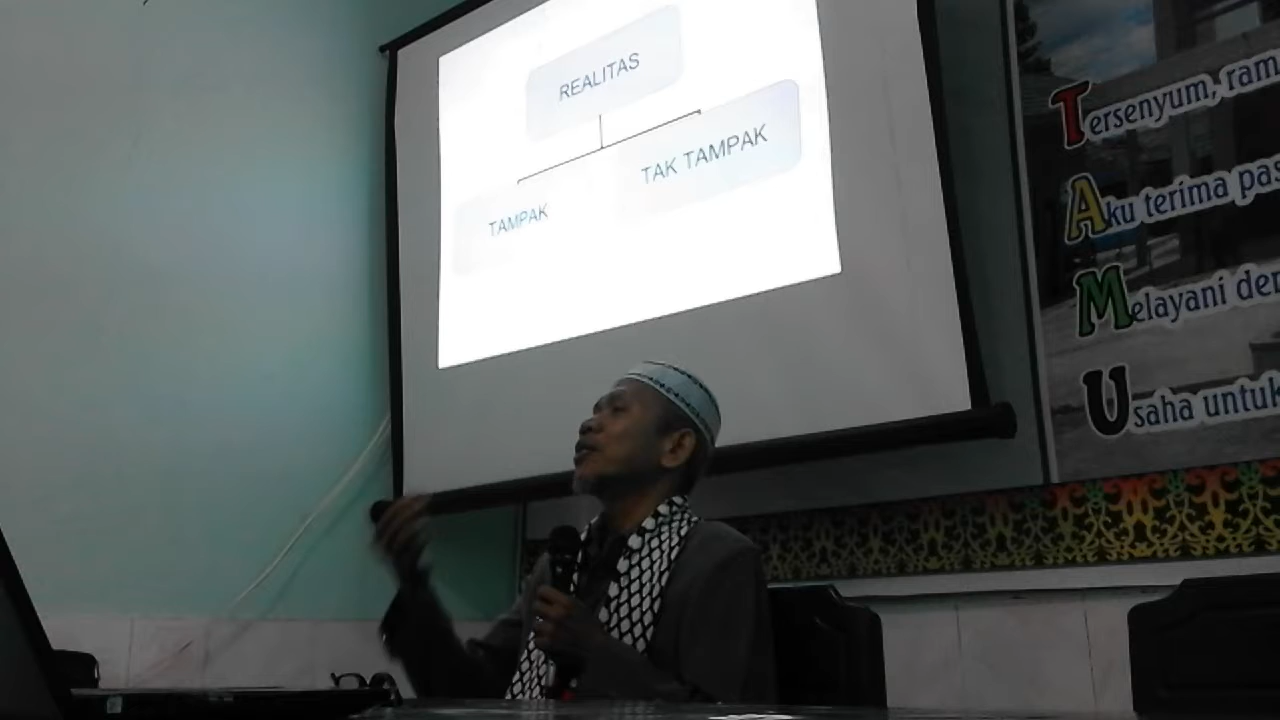 REALITAS
TAMPAK
TAK TAMPAK
Tersenyum, ram
Aku terima pas
Melayani den
Usaha untuk